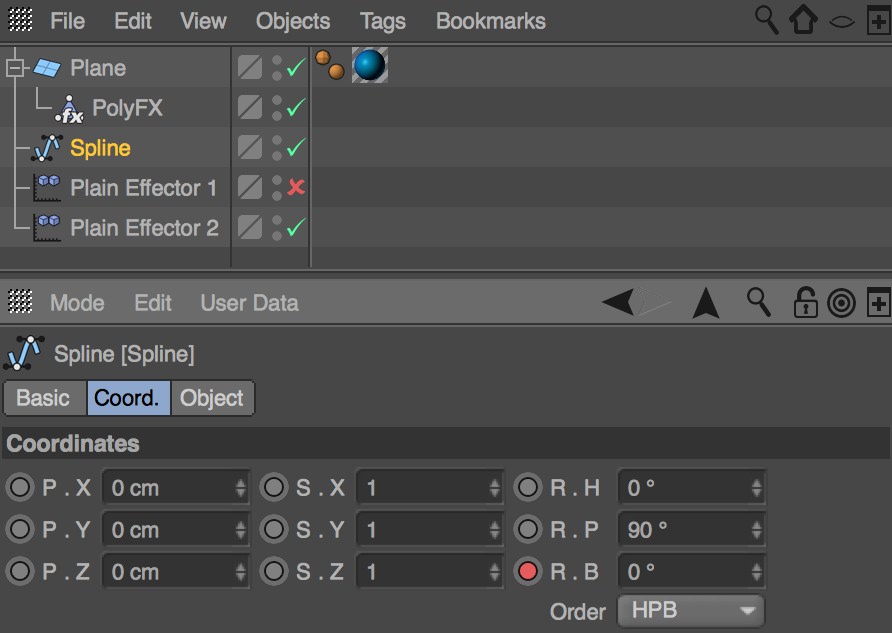 File Edit View Objects Tags Bookmarks
Plane
PolyFX
Spline
Plain Effector 1
Plain Effector 2
Mode Edit User Data
Spline [Spline]
Basic Coord. Object
Coordinates
P . X 0 cm S . X 1 R . H 0 °
P . Y 0 cm S . Y 1 R . P 90 °
P . Z 0 cm S . Z 1 R . B 0 °
Order HPB